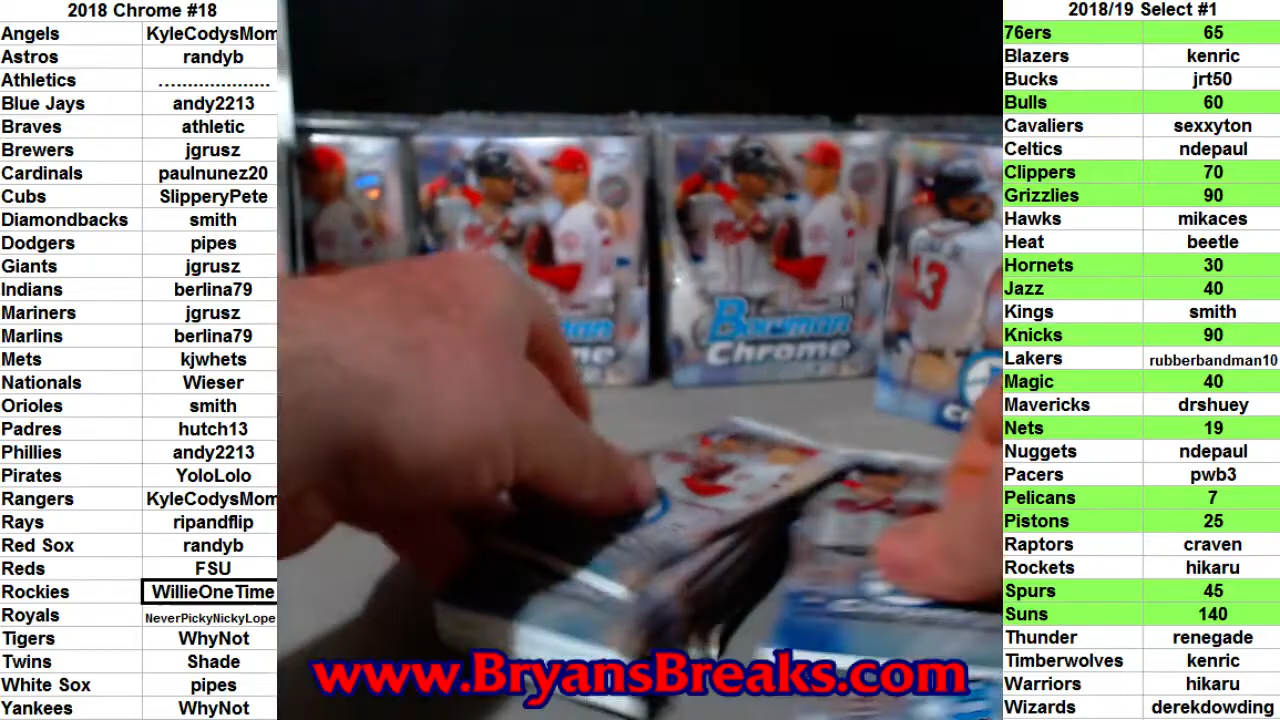 2018 Chrome #18
Angels KyleCodysMom
Astros randyb
Athletics ...................
Blue Jays andy2213
Braves athletic
Brewers jgrusz
Cardinals paulnunez20
Cubs SlipperyPete
Diamondbacks smith
Dodgers pipes
Giants jgrusz
Indians berlina79
Mariners jgrusz
Marlins berlina79
Mets kjwhets
Nationals Wieser
Orioles smith
Padres hutch13
Phillies andy2213
Pirates YoloLolo
Rangers KyleCodysMom
Rays ripandflip
Red Sox randyb
Reds FSU
Rockies WillieOneTime
Royals NeverPickyNickyLope
Tigers WhyNot
Twins Shade
White Sox pipes
Yankees WhyNot
Bowman
Chrome
13
www.BryansBreaks.com
2018/19 Select #1
76ers 65
Blazers kenric
Bucks jrt50
Bulls 60
Cavaliers sexxyton
Celtics ndepaul
Clippers 70
Grizzlies 90
Hawks mikaces
Heat beetle
Hornets 30
Jazz 40
Kings smith
Knicks 90
Lakers rubberbandman10
Magic 40
Mavericks drshuey
Nets 19
Nuggets ndepaul
Pacers pwb3
Pelicans 7
Pistons 25
Raptors craven
Rockets hikaru
Spurs 45
Suns 140
Thunder renegade
Timberwolves kenric
Warriors hikaru
Wizards derekdowding